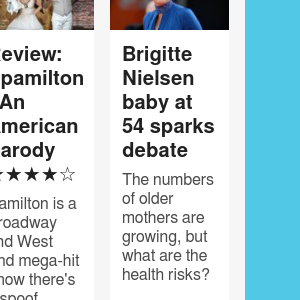 eview:
pamilton
An
merican
arody
★★★★☆
amilton is a
roadway
nd West
nd mega-hit
now there's
spoof
Brigitte
Nielsen
baby at
54 sparks
debate
The numbers
of older
mothers are
growing, but
what are the
health risks?